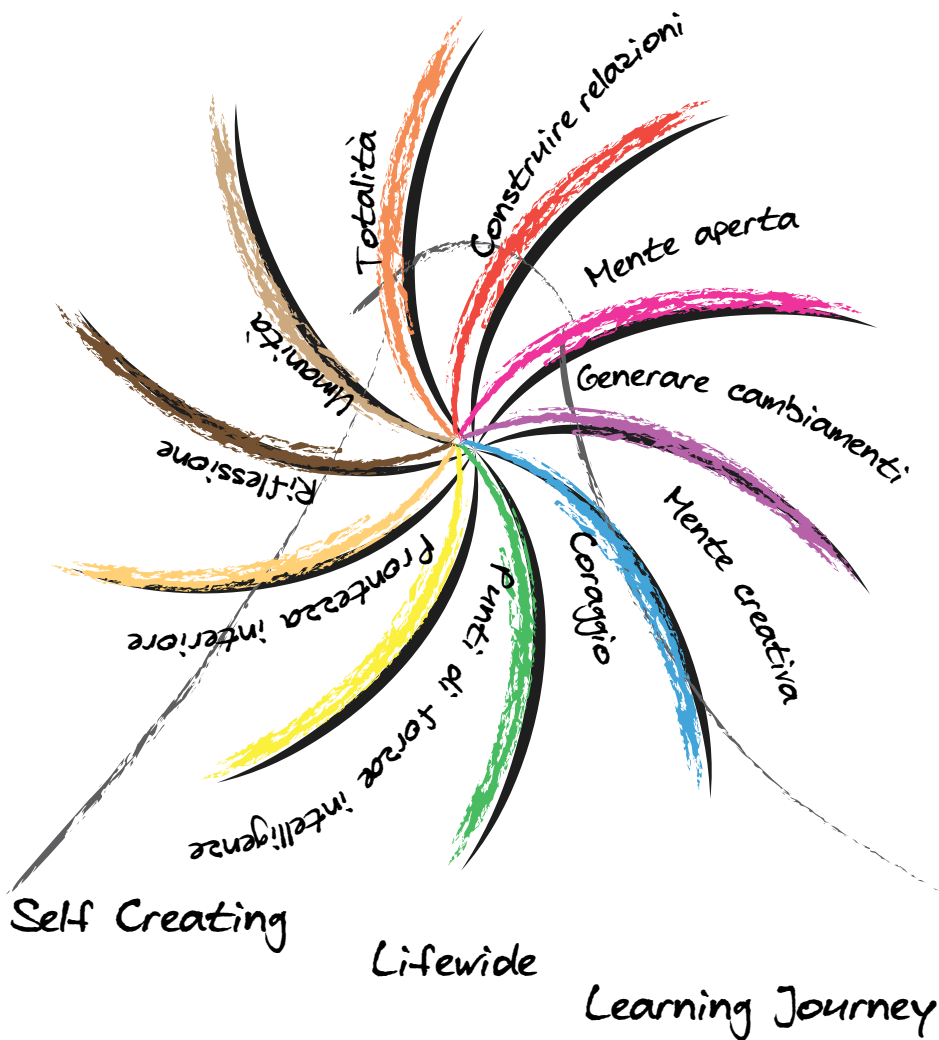 Totalità
Construire relazioni
Mente aperta
Generare cambiamenti
Mente creativa
Coraggio
Punti di forzae intelligenze
Prontezza interiore
Riflessione
Umanità
Self Creating
Lifewide
Learning Journey